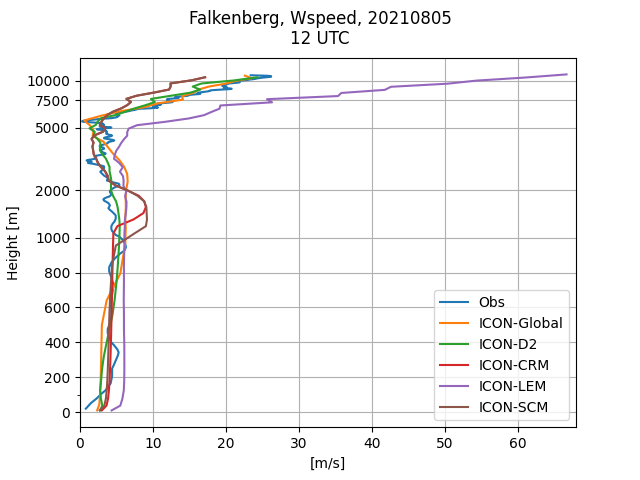 Falkenberg, Wspeed, 20210805
12 UTC
10000
7500
5000
2000
1000
800
600
400
200
0
Height [m]
Obs
ICON-Global
ICON-D2
ICON-CRM
ICON-LEM
ICON-SCM
0 10 20 30 40 50 60
[m/s]